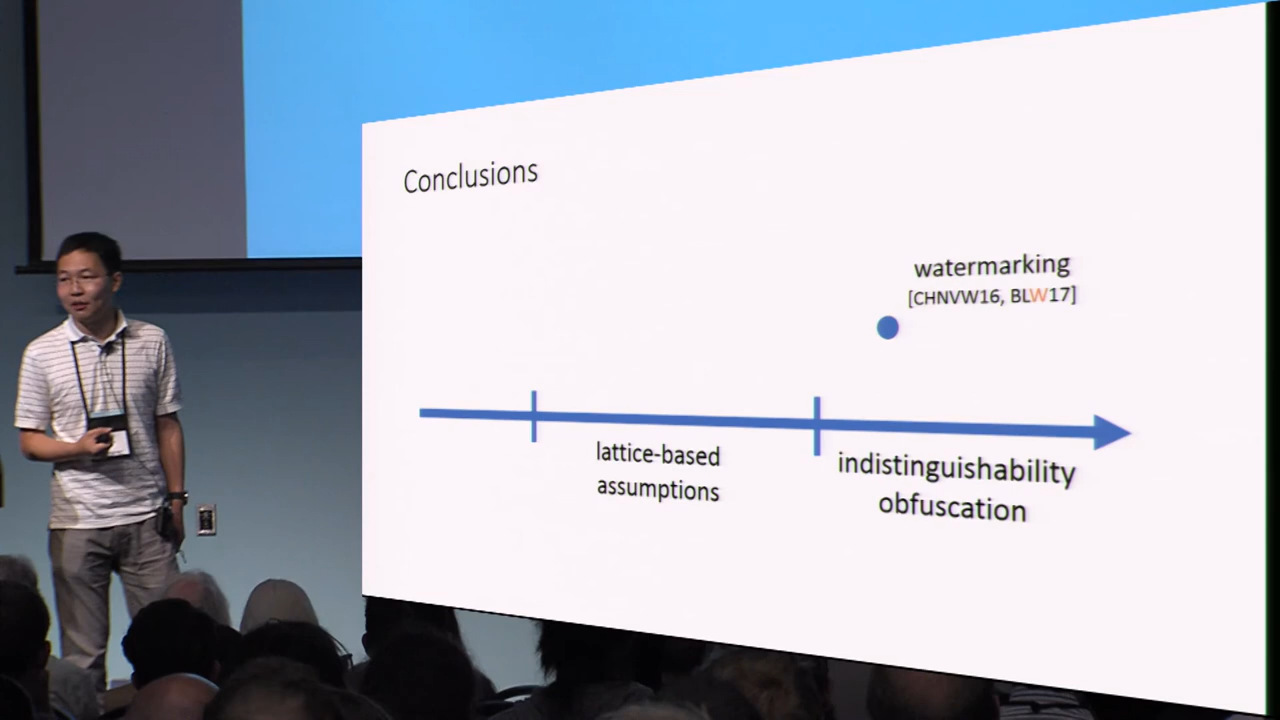 Conclusions
watermarking
[CHNVW16, BLW17]
lattice-based
assumptions
indistinguishability
obfuscation